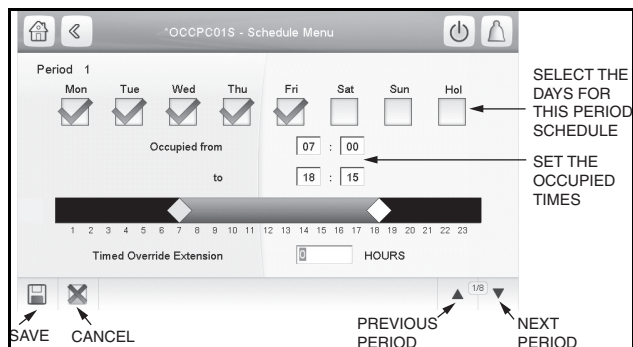 *OCCPC01S - Schedule Menu
Period 1
Mon Tue Wed Thu Fri Sat Sun Hol
SELECT THE
DAYS FOR
THIS PERIOD
SCHEDULE
Occupied from 07 : 00
to 18 : 15
SET THE
OCCUPIED
TIMES
1 2 3 4 5 6 7 8 9 10 11 12 13 14 15 16 17 18 19 20 21 22 23
Timed Override Extension 0 HOURS
1/8
SAVE
CANCEL
PREVIOUS
PERIOD
NEXT
PERIOD